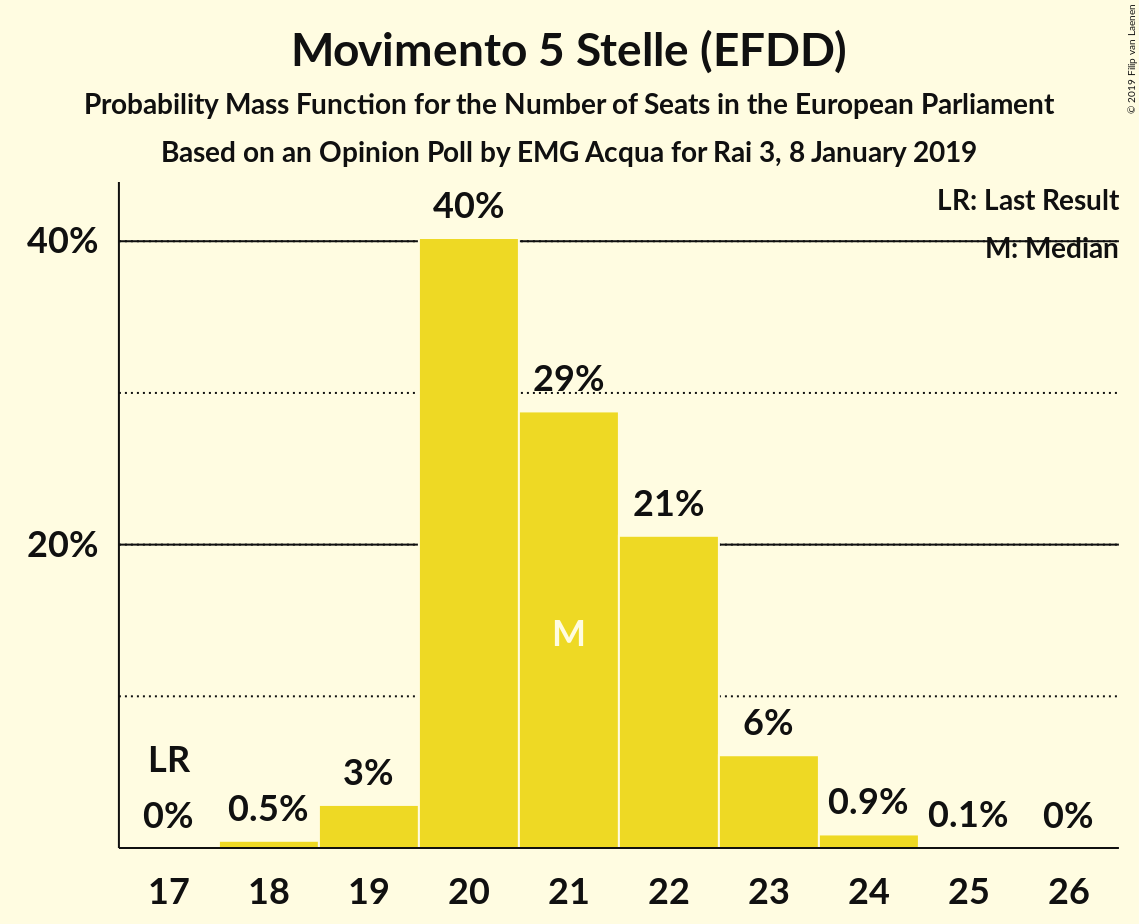 Movimento 5 Stelle (EFDD)
Probability Mass Function for the Number of Seats in the European Parliament
Based on an Opinion Poll by EMG Acqua for Rai 3, 8 January 2019
© 2019 Filip van Laenen
LR: Last Result
M: Median
40%
20%
40%
29%
21%
M
6%
LR
0%
0.5%
3%
0.9%
0.1%
0%
17 18 19 20 21 22 23 24 25 26